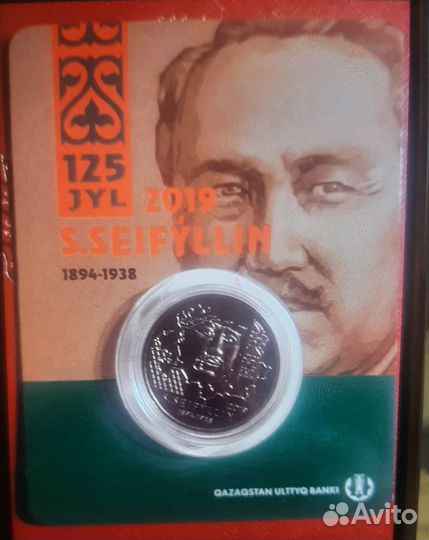 125
JYL
2019
S.SEIFÝLLIN
1894-1938
QAZAQSTAN ULTTYQ BANKI
Avito